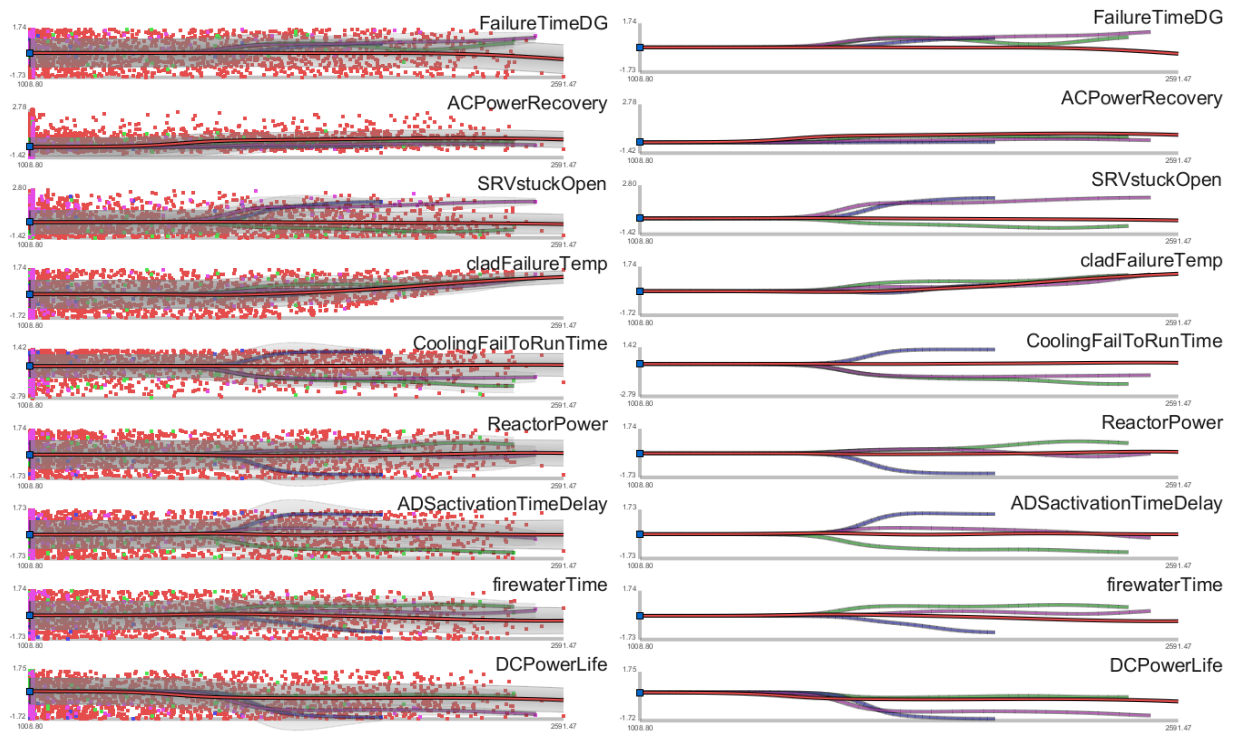 1.74 FailureTimeDG 1.74 FailureTimeDG
-1.73 -1.73
1008.80 2591.47 1008.80 2591.47
2.78 ACPowerRecovery 2.78 ACPowerRecovery
-1.42 -1.42
1008.80 2591.47 1008.80 2591.47
2.80 SRVstuckOpen 2.80 SRVstuckOpen
-1.42 -1.42
1008.80 2591.47 1008.80 2591.47
1.74 cladFailureTemp 1.74 cladFailureTemp
-1.72 -1.72
1008.80 2591.47 1008.80 2591.47
1.42 CoolingFailToRunTime 1.42 CoolingFailToRunTime
-2.79 -2.79
1008.80 2591.47 1008.80 2591.47
1.74 ReactorPower 1.74 ReactorPower
-1.73 -1.73
1008.80 2591.47 1008.80 2591.47
1.73 ADSactivationTimeDelay 1.73 ADSactivationTimeDelay
-1.73 -1.73
1008.80 2591.47 1008.80 2591.47
1.74 firewaterTime 1.74 firewaterTime
-1.73 -1.73
1008.80 2591.47 1008.80 2591.47
1.75 DCPowerLife 1.75 DCPowerLife
-1.72 -1.72
1008.80 2591.47 1008.80 2591.47